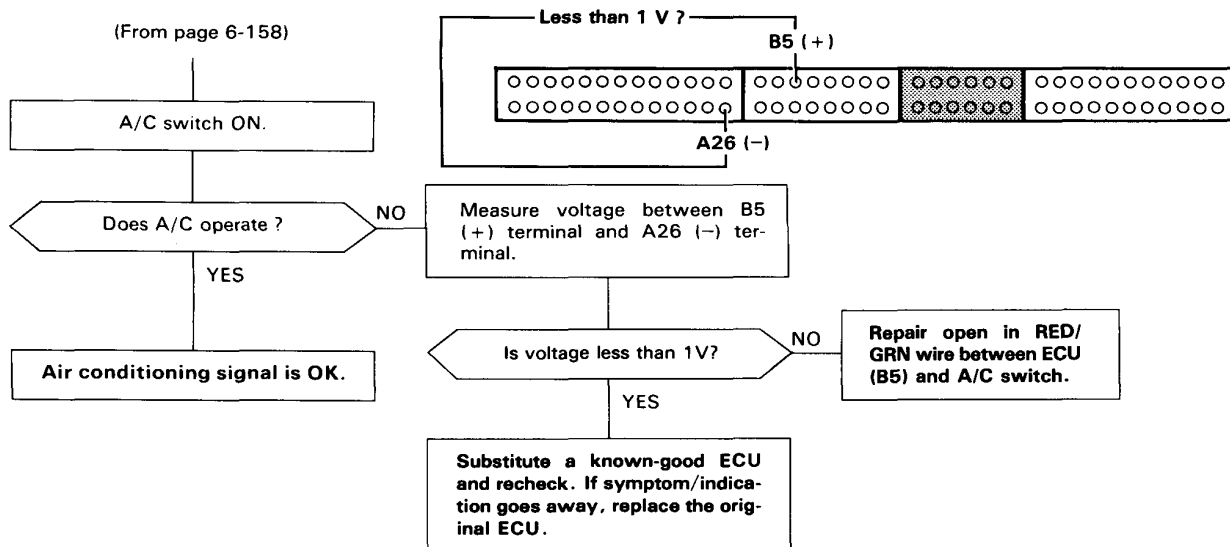 (From page 6-158)
Less than 1 V ?
B5 (+)
A26 (−)
A/C switch ON.
Does A/C operate ?
NO
YES
Measure voltage between B5
(+) terminal and A26 (−) ter-
minal.
Air conditioning signal is OK.
Is voltage less than 1V?
NO
YES
Repair open in RED/
GRN wire between ECU
(B5) and A/C switch.
Substitute a known-good ECU
and recheck. If symptom/indica-
tion goes away, replace the orig-
inal ECU.